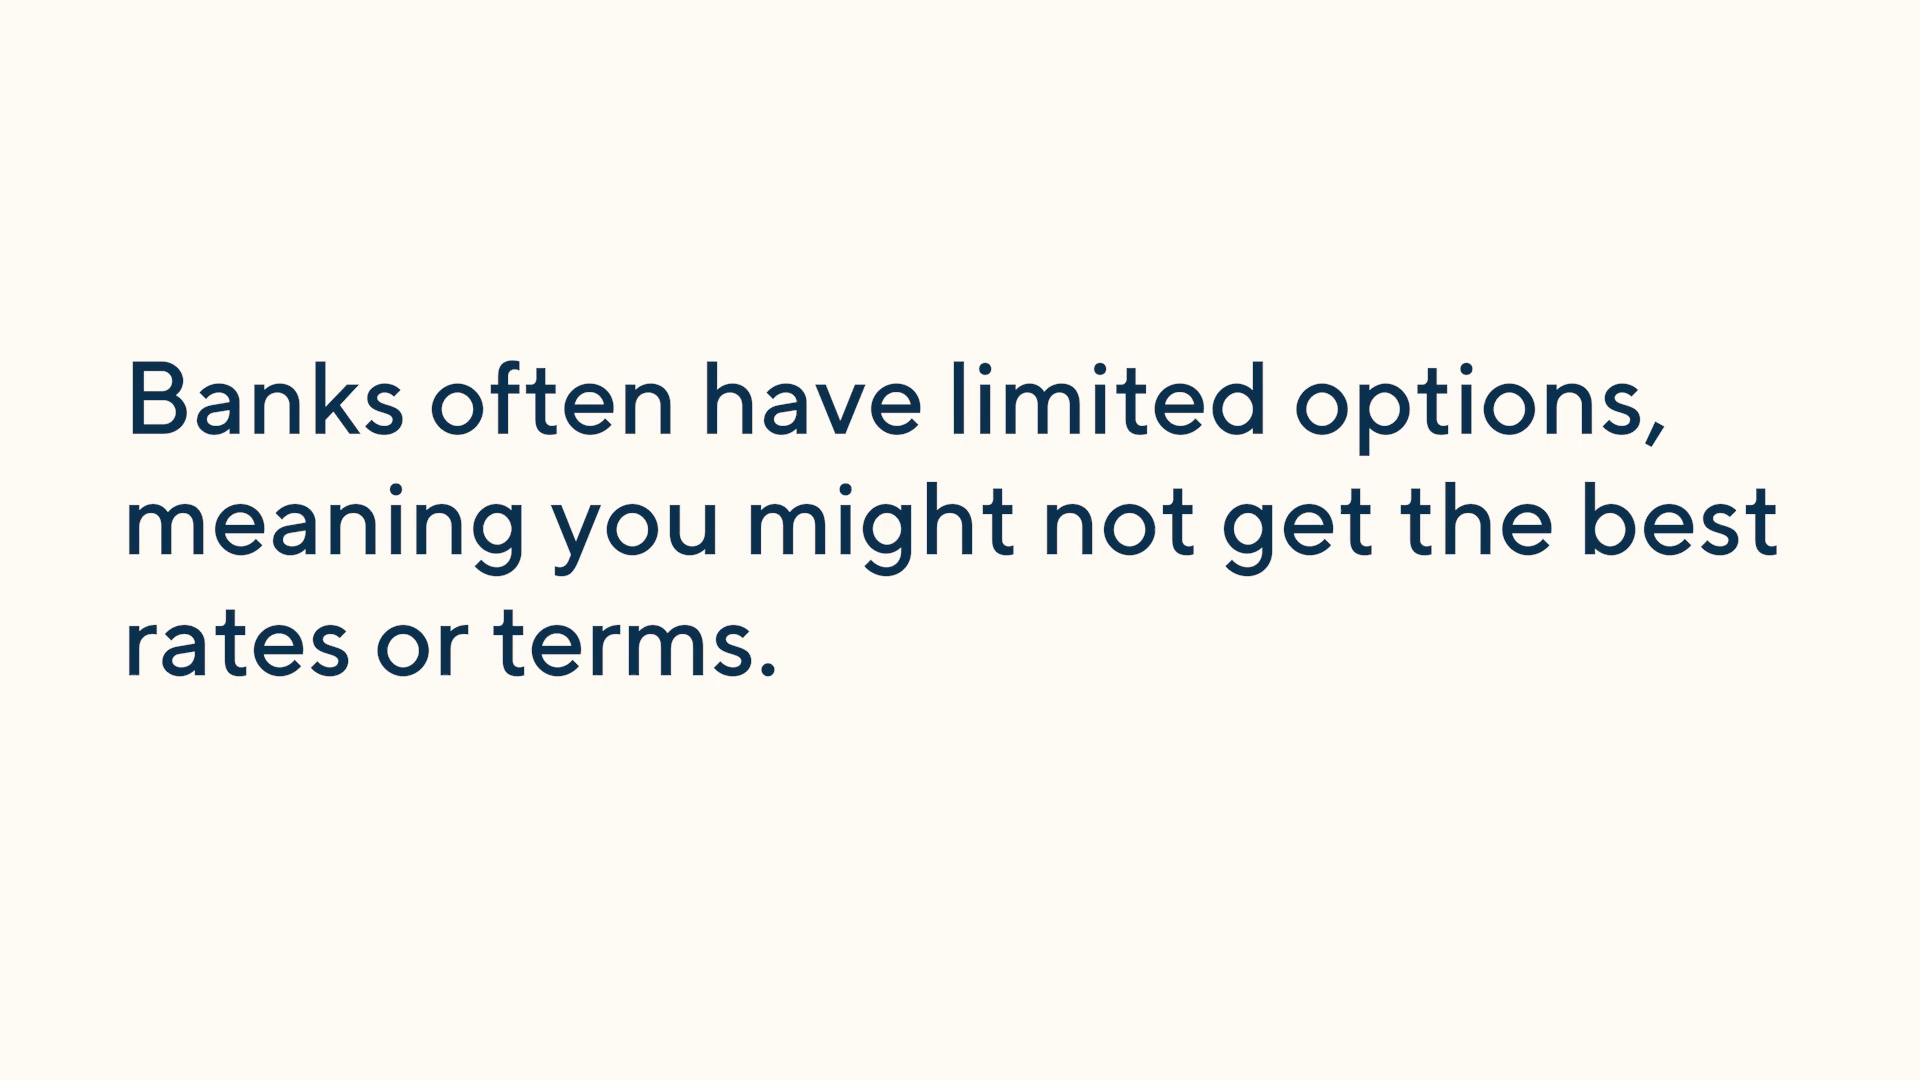 Banks often have limited options,
meaning you might not get the best
rates or terms.